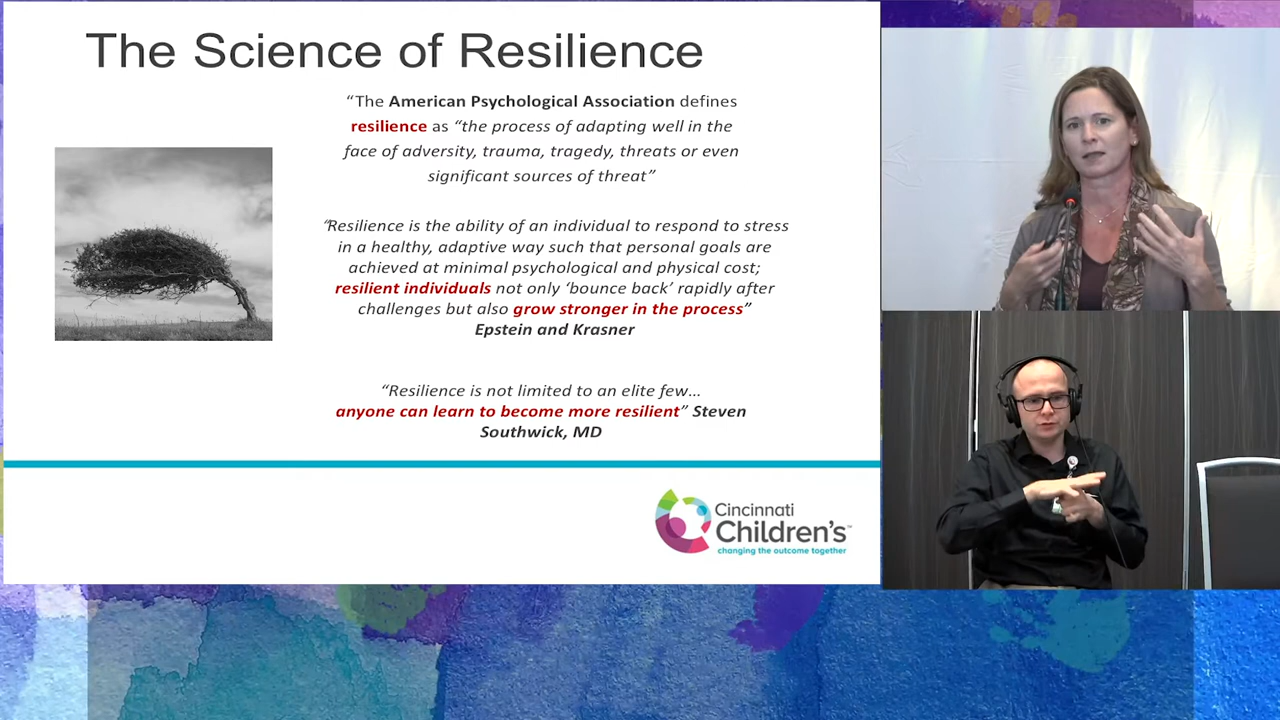 The Science of Resilience
“The American Psychological Association defines
resilience as “the process of adapting well in the
face of adversity, trauma, tragedy, threats or even
significant sources of threat”
“Resilience is the ability of an individual to respond to stress
in a healthy, adaptive way such that personal goals are
achieved at minimal psychological and physical cost;
resilient individuals not only ‘bounce back’ rapidly after
challenges but also grow stronger in the process”
Epstein and Krasner
“Resilience is not limited to an elite few…
anyone can learn to become more resilient” Steven
Southwick, MD
Cincinnati
Children’s™
changing the outcome together